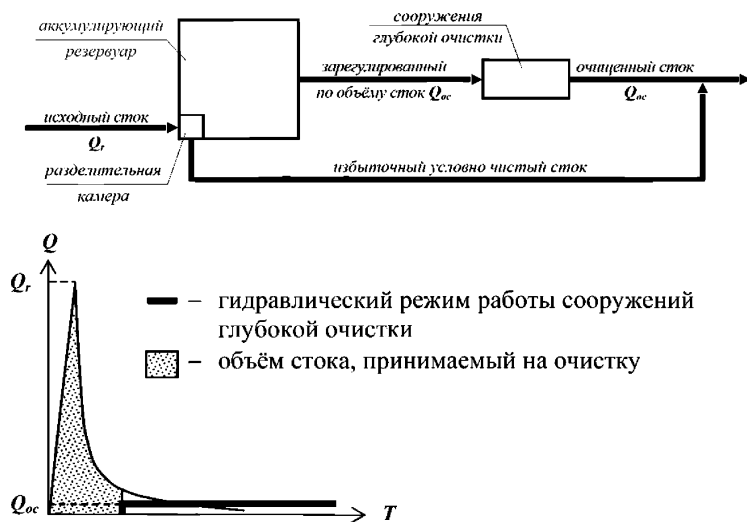 аккумулирующий
резервуар
сооружения
глубокой очистки
зарегулированный
по объёму сток Qос
очищенный сток
Qос
исходный сток
Qr
разделительная
камера
избыточный условно чистый сток
Q
Qr
– гидравлический режим работы сооружений
глубокой очистки
– объём стока, принимаемый на очистку
Qос
T